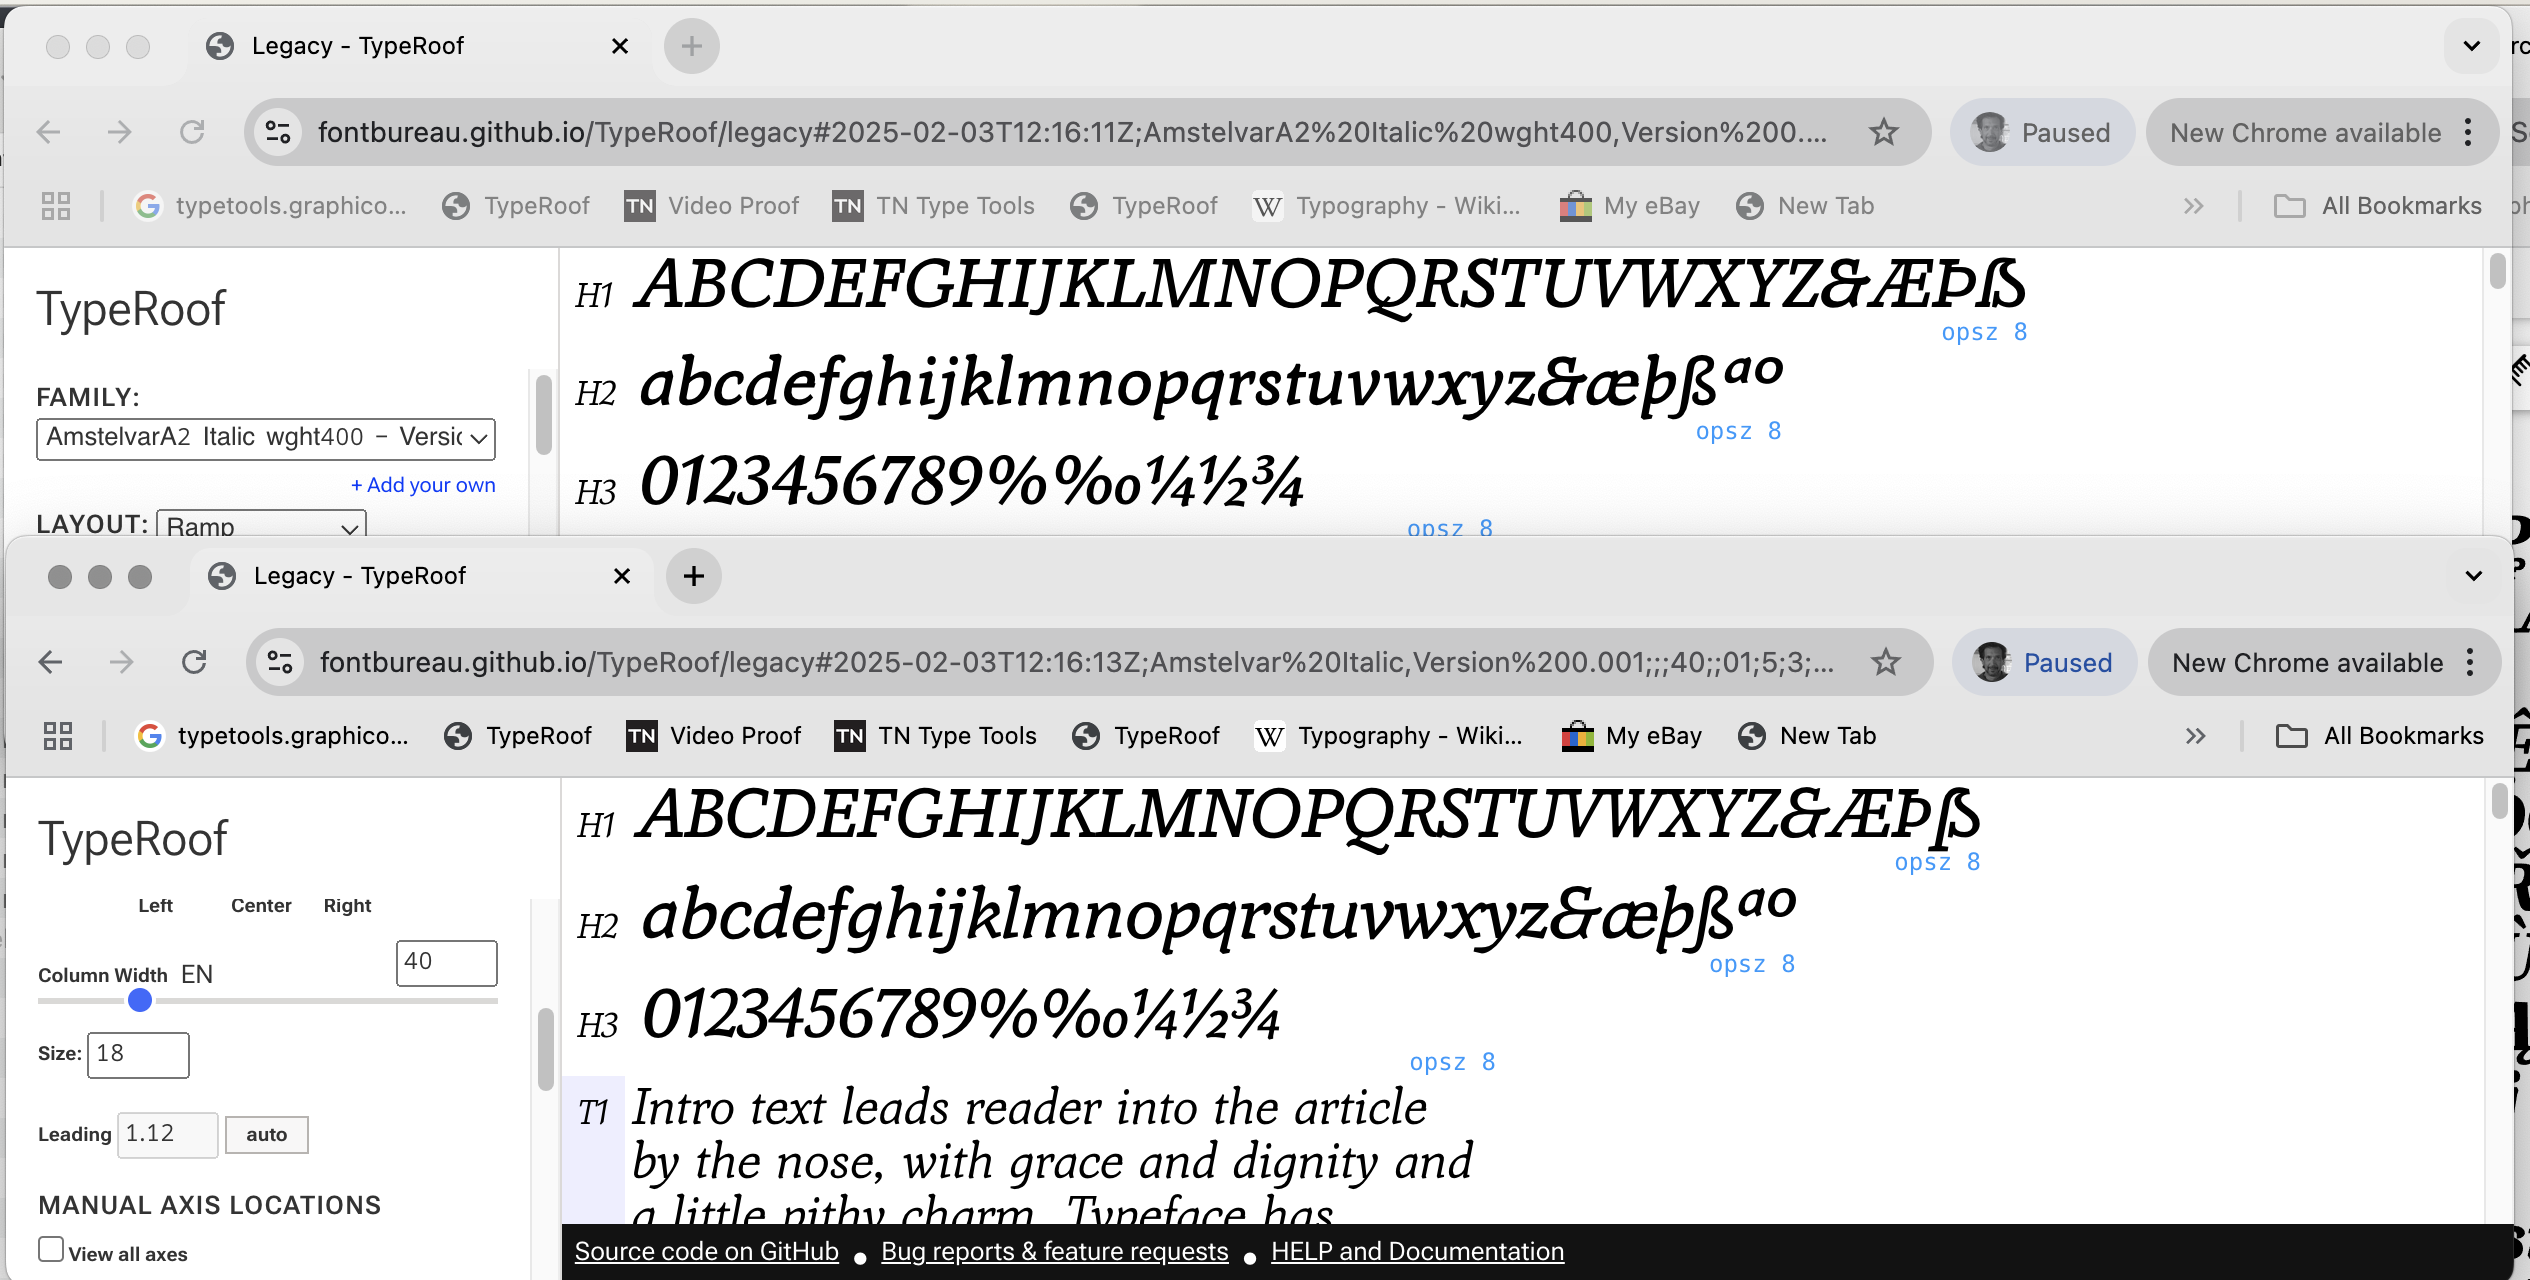 Legacy - TypeRoof
fontbureau.github.io/TypeRoof/legacy#2025-02-03T12:16:11Z;AmstelvarA2%20Italic%20wght400,Version%200.... Paused New Chrome available
typetools.graphico... TypeRoof TN Video Proof TN TN Type Tools TypeRoof W Typography - Wiki... My eBay New Tab All Bookmarks
TypeRoof
FAMILY:
AmstelvarA2 Italic wght400 – Versic
+ Add your own
LAYOUT: Ramp
H1 ABCDEFGHIJKLMNOPQRSTUVWXYZ&ÆÞẞ
opsz 8
H2 abcdefghijklmnopqrstuvwxyz&æþßªº
opsz 8
H3 0123456789%‰¼½¾
opsz 8
Legacy - TypeRoof
fontbureau.github.io/TypeRoof/legacy#2025-02-03T12:16:13Z;Amstelvar%20Italic,Version%200.001;;;40;;01;5;3;... Paused New Chrome available
typetools.graphico... TypeRoof TN Video Proof TN TN Type Tools TypeRoof W Typography - Wiki... My eBay New Tab All Bookmarks
TypeRoof
Left Center Right
Column Width EN 40
Size: 18
Leading 1.12 auto
MANUAL AXIS LOCATIONS
View all axes
H1 ABCDEFGHIJKLMNOPQRSTUVWXYZ&ÆÞß
opsz 8
H2 abcdefghijklmnopqrstuvwxyz&æþßªº
opsz 8
H3 0123456789%‰¼½¾
opsz 8
T1 Intro text leads reader into the article
by the nose, with grace and dignity and
a little pithy charm. Typeface has
Source code on GitHub ● Bug reports & feature requests ● HELP and Documentation